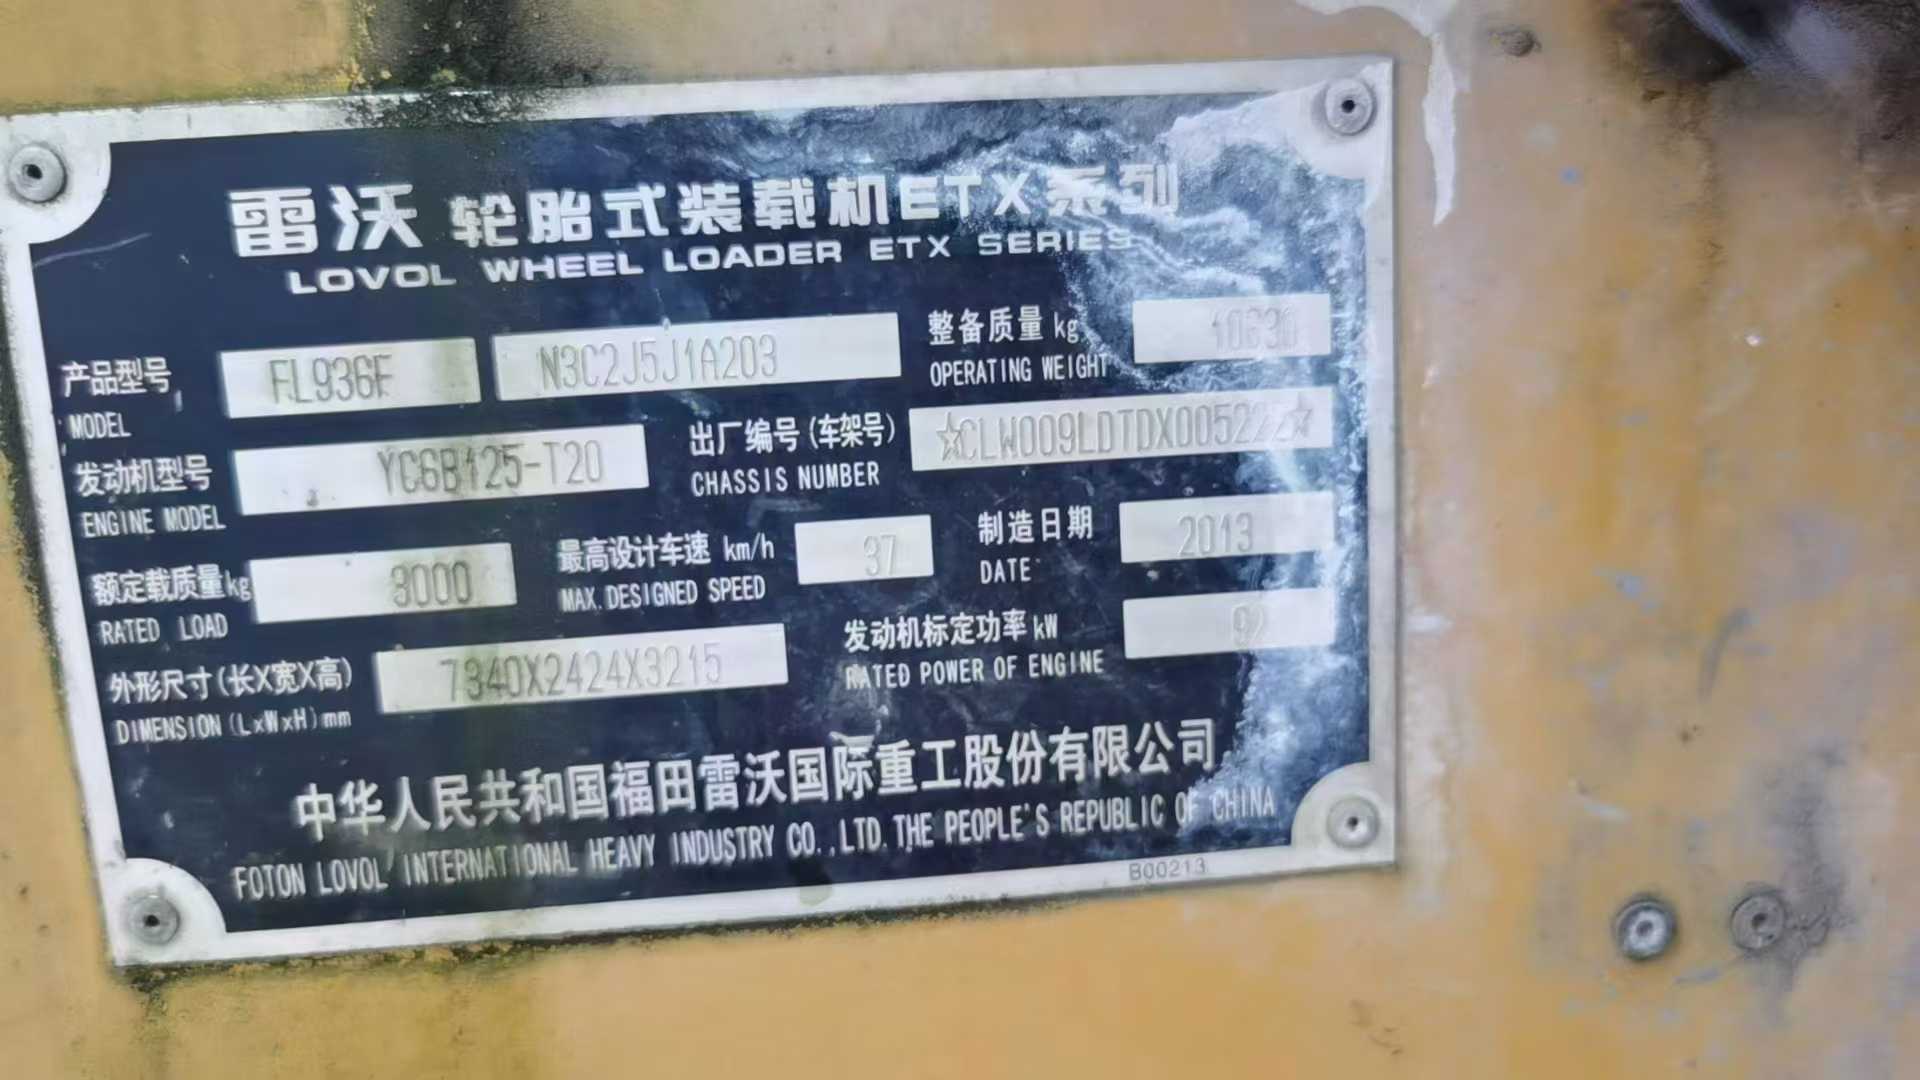 雷沃 轮胎式装载机ETX系列
LOVOL WHEEL LOADER ETX SERIES
产品型号 FL936F N3C2J5J1A203 整备质量kg 10630
MODEL OPERATING WEIGHT
发动机型号 YC6B125-T20 出厂编号(车架号)
ENGINE MODEL CHASSIS NUMBER
额定载质量kg 3000 最高设计车速 km/h 37 制造日期 2013
RATED LOAD MAX.DESIGNED SPEED DATE
外形尺寸(长X宽X高) 7340X2424X3215 发动机标定功率kW 92
DIMENSION(LxWxH)mm RATED POWER OF ENGINE
中华人民共和国福田雷沃国际重工股份有限公司
FOTON LOVOL INTERNATIONAL HEAVY INDUSTRY CO.,LTD.THE PEOPLE'S REPUBLIC OF CHINA
B00213